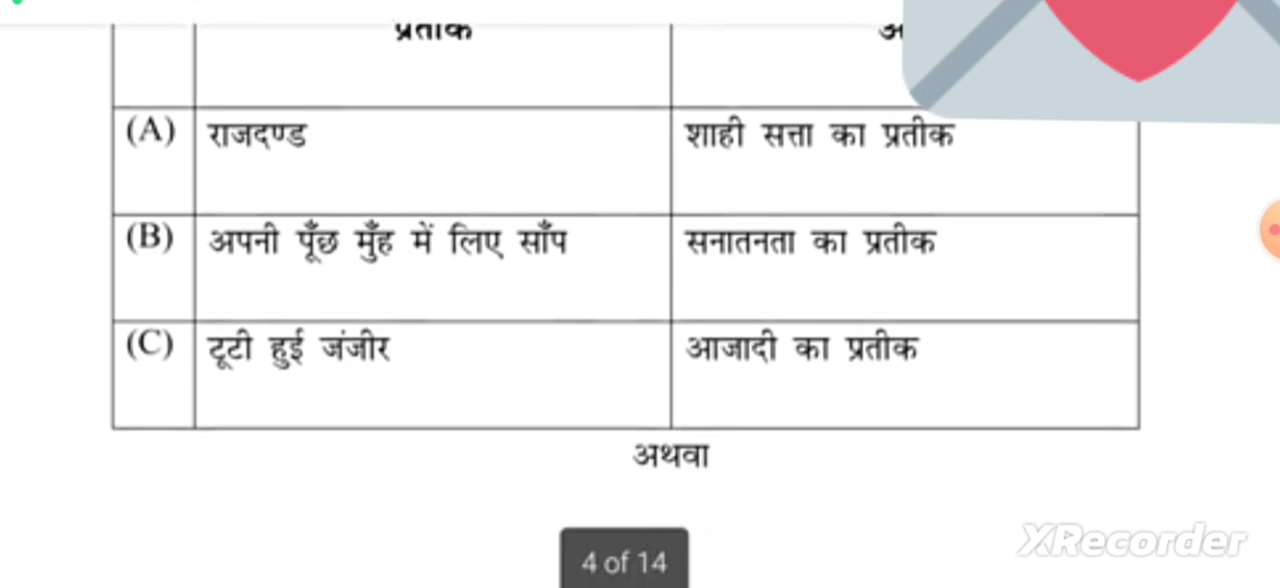 प्रतीक
(A) राजदण्ड शाही सत्ता का प्रतीक
(B) अपनी पूँछ मुँह में लिए साँप सनातनता का प्रतीक
(C) टूटी हुई जंजीर आजादी का प्रतीक
अथवा
4 of 14
XRecorder